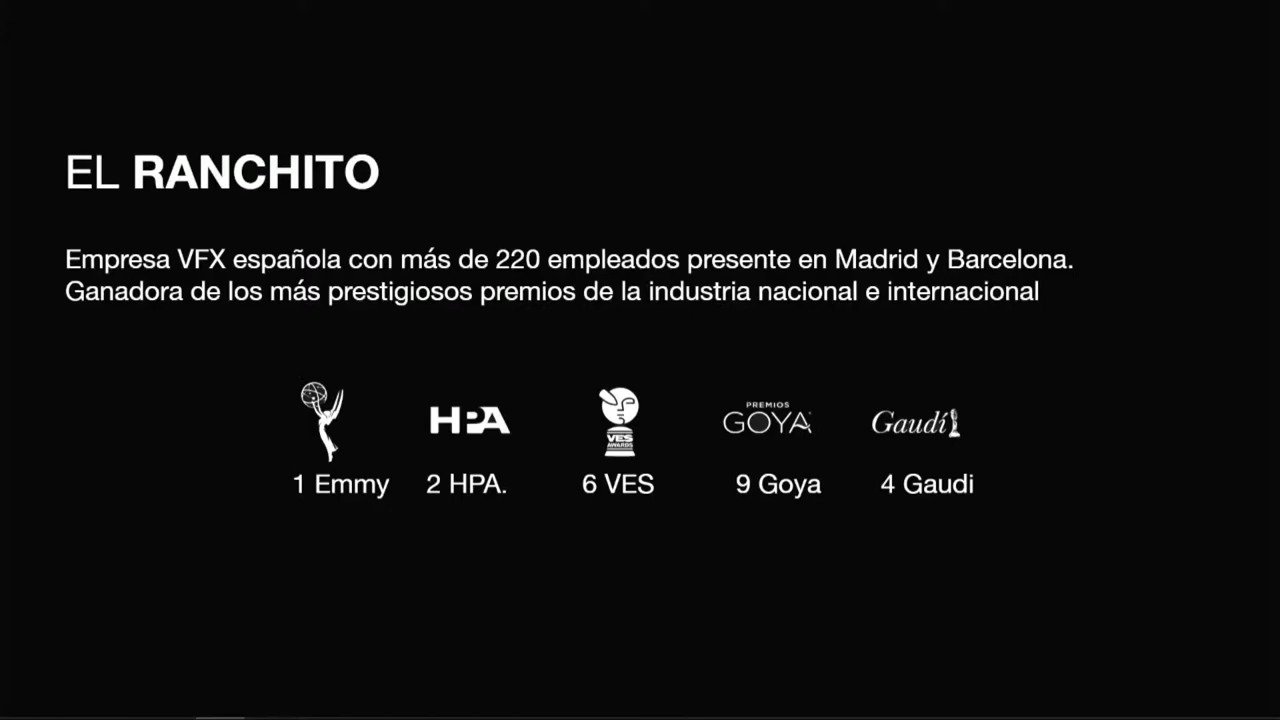 EL RANCHITO
Empresa VFX española con más de 220 empleados presente en Madrid y Barcelona.
Ganadora de los más prestigiosos premios de la industria nacional e internacional
HPA
VES
AWARDS
PREMIOS
GOYA
Gaudí
1 Emmy 2 HPA. 6 VES 9 Goya 4 Gaudi